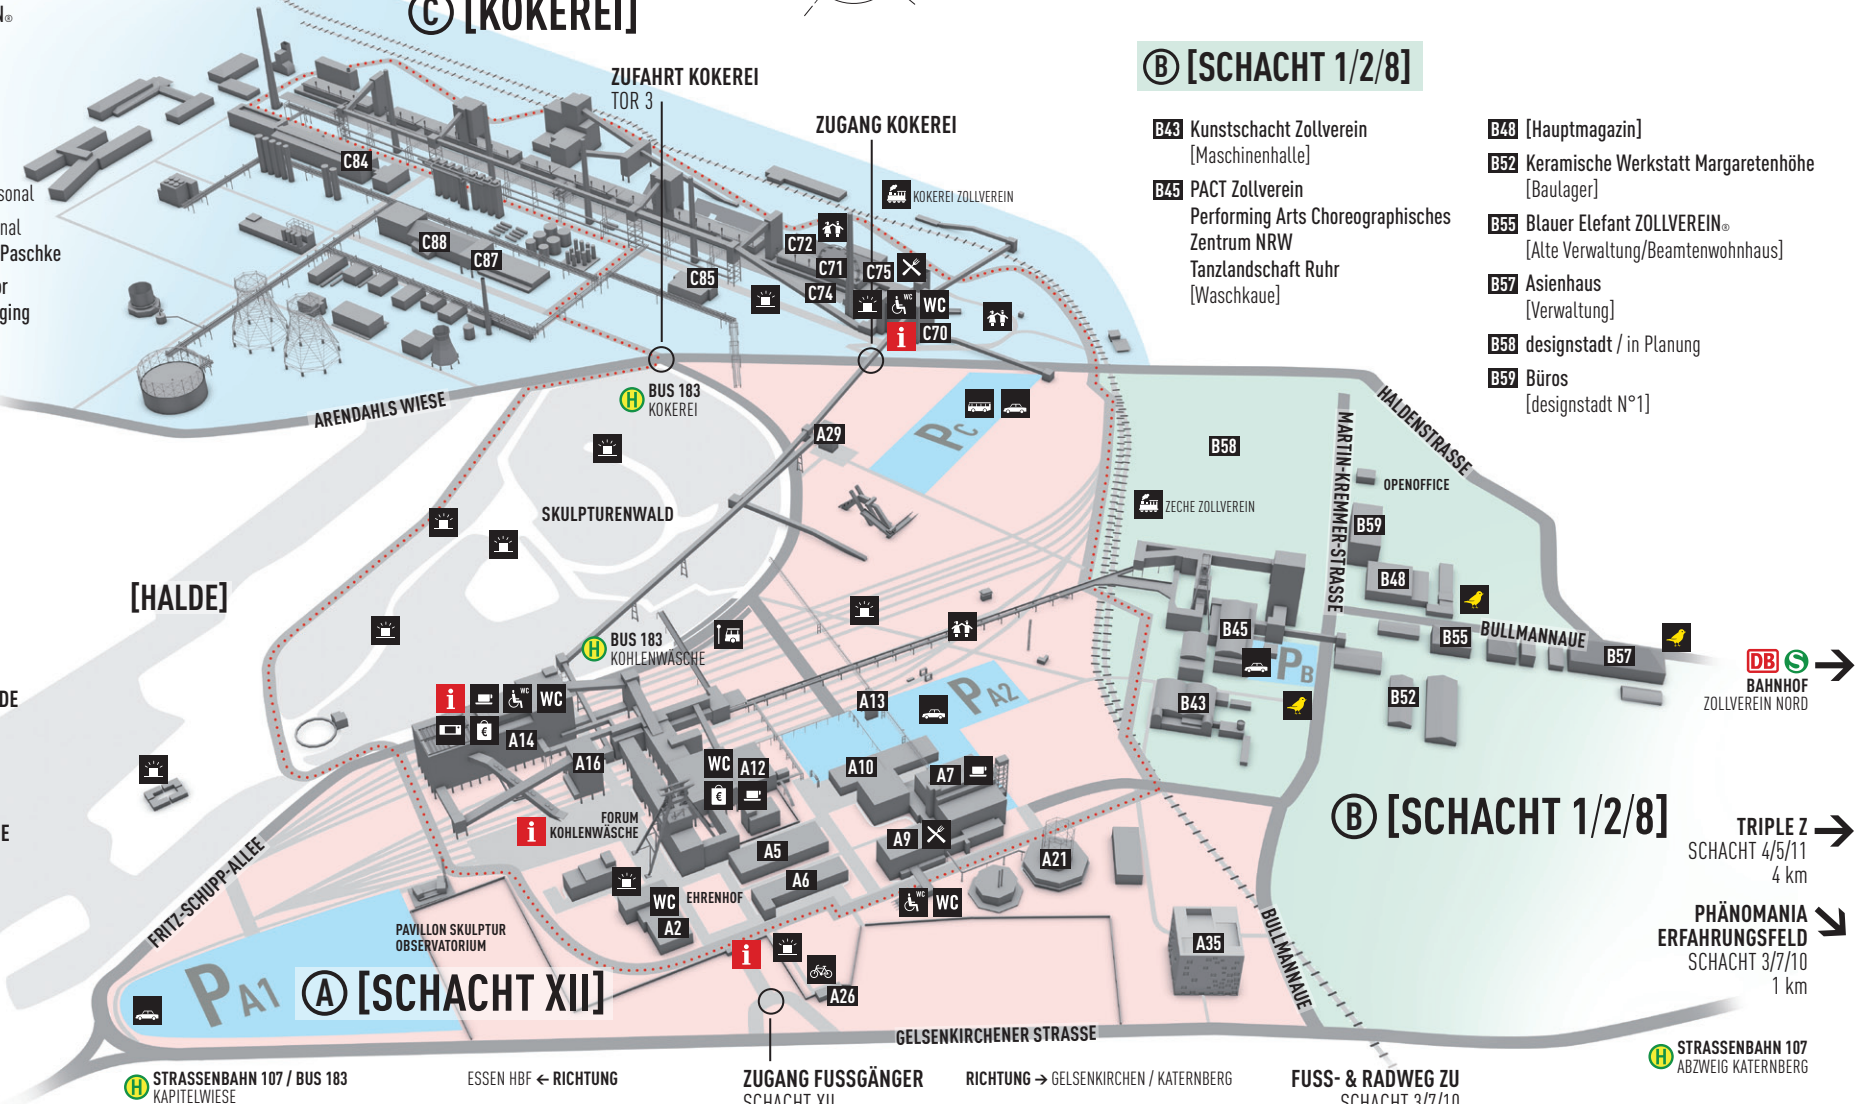 N®
sonal
nal
Paschke
or
ging
DE
E
Ⓒ [KOKEREI]
ZUFAHRT KOKEREI
TOR 3
ZUGANG KOKEREI
KOKEREI ZOLLVEREIN
C84
C88
C87
C85
C72
C71
C74
C75
WC
WC
i
C70
ARENDAHLS WIESE
H BUS 183
KOKEREI
Ⓑ [SCHACHT 1/2/8]
B43 Kunstschacht Zollverein
[Maschinenhalle]
B45 PACT Zollverein
Performing Arts Choreographisches
Zentrum NRW
Tanzlandschaft Ruhr
[Waschkaue]
B48 [Hauptmagazin]
B52 Keramische Werkstatt Margaretenhöhe
[Baulager]
B55 Blauer Elefant ZOLLVEREIN®
[Alte Verwaltung/Beamtenwohnhaus]
B57 Asienhaus
[Verwaltung]
B58 designstadt / in Planung
B59 Büros
[designstadt N°1]
A29
PC
B58
MARTIN-KREMMER-STRASSE
HALDENSTRASSE
OPENOFFICE
ZECHE ZOLLVEREIN
B59
B48
B45
B55
BULLMANNAUE
B57
PB
B43
B52
SKULPTURENWALD
[HALDE]
H BUS 183
KOHLENWÄSCHE
i
WC
WC
€
A14
A16
A13
PA2
WC
A12
€
A10
A7
i
FORUM
KOHLENWÄSCHE
A5
A9
A21
A6
WC
EHRENHOF
A2
WC
WC
FRITZ-SCHUPP-ALLEE
PAVILLON SKULPTUR
OBSERVATORIUM
PA1
Ⓐ [SCHACHT XII]
i
A26
A35
BULLMANNAUE
Ⓑ [SCHACHT 1/2/8]
DB S
BAHNHOF
ZOLLVEREIN NORD
TRIPLE Z
SCHACHT 4/5/11
4 km
PHÄNOMANIA
ERFAHRUNGSFELD
SCHACHT 3/7/10
1 km
GELSENKIRCHENER STRASSE
H STRASSENBAHN 107
ABZWEIG KATERNBERG
H STRASSENBAHN 107 / BUS 183
KAPITELWIESE
ESSEN HBF ← RICHTUNG
ZUGANG FUSSGÄNGER
SCHACHT XII
RICHTUNG → GELSENKIRCHEN / KATERNBERG
FUSS- & RADWEG ZU
SCHACHT 3/7/10